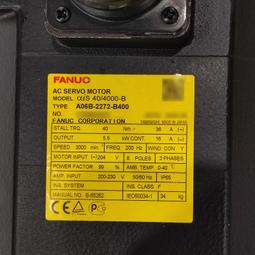 FANUC
AC SERVO MOTOR
MODEL αiS 40/4000-B
TYPE A06B-2272-B400
NO.
FANUC CORPORATION
STALL TRQ. 40 Nm~ 36 A (~)
OUTPUT 5.5 kW CONT. 16 A (~)
SPEED 3000 min⁻¹ FREQ. 200 Hz WIND CON Y
MOTOR INPUT (~) 204 V 8 POLES 3 PHASES
POWER FACTOR 99 % AMB. TEMP. 0-40 ℃
AMP. INPUT 200-230 V 50/60 Hz IP65
INS. SYSTEM INS. CLASS F
MANUAL B-65262 IEC60034-1 34 kg